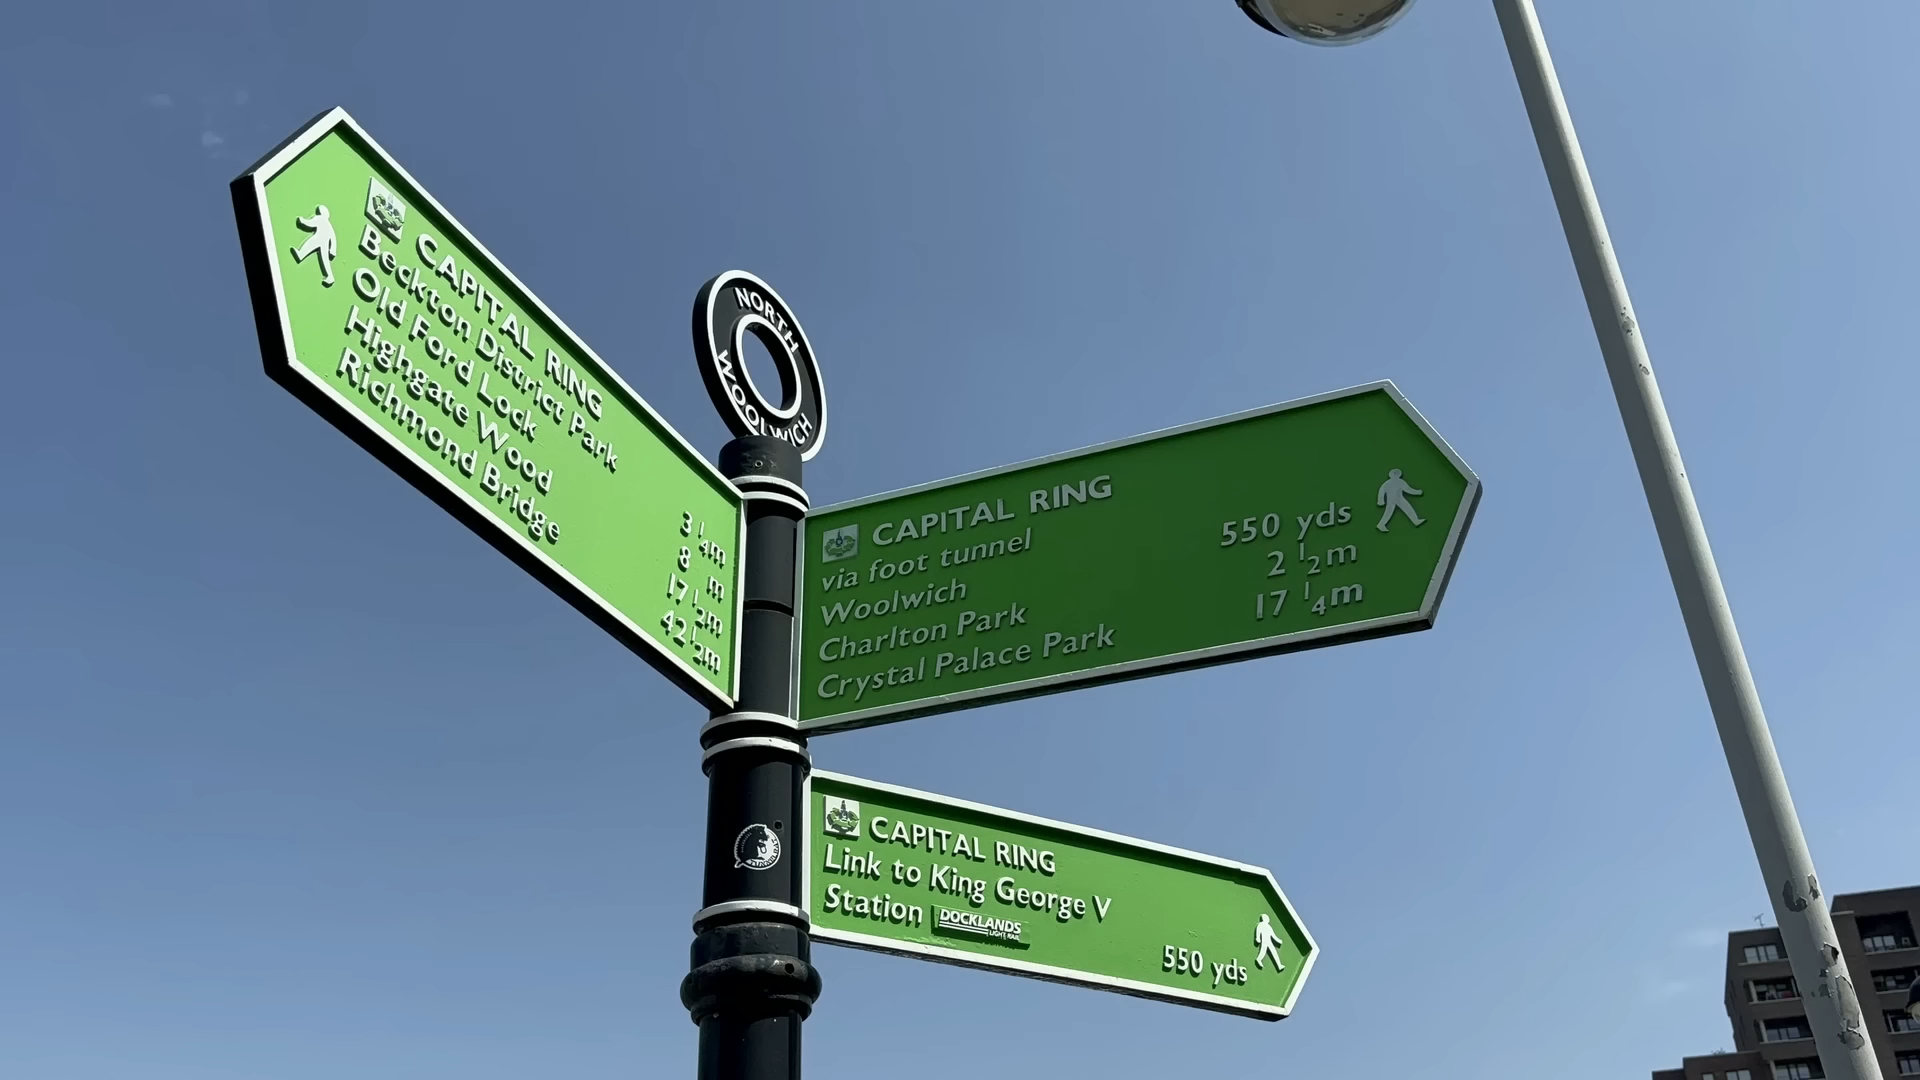 NORTH
WOOLWICH
CAPITAL RING
Beckton District Park 3 1/4m
Old Ford Lock 8 m
Highgate Wood 17 1/2m
Richmond Bridge 42 1/2m
CAPITAL RING
via foot tunnel
Woolwich 550 yds
Charlton Park 2 1/2m
Crystal Palace Park 17 1/4m
CAPITAL RING
Link to King George V
Station DOCKLANDS
LIGHT RAIL
550 yds